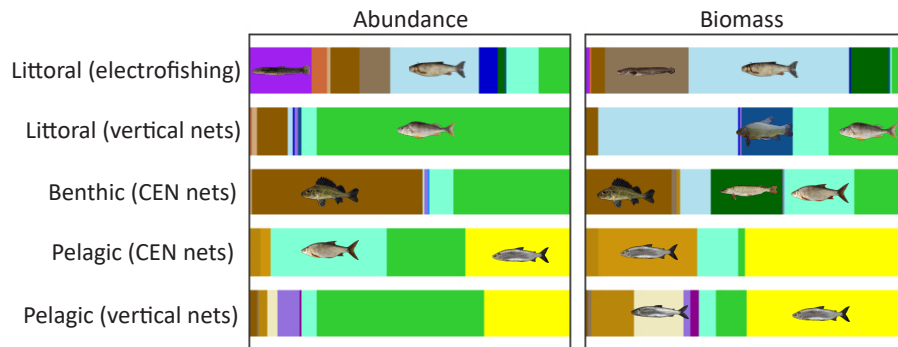 Abundance
Biomass
Littoral (electrofishing)
Littoral (vertical nets)
Benthic (CEN nets)
Pelagic (CEN nets)
Pelagic (vertical nets)